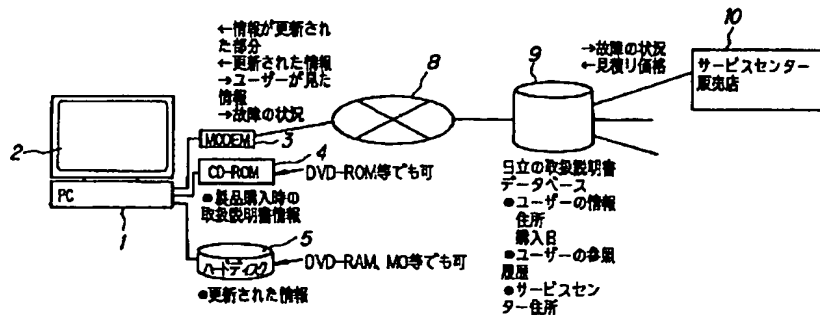 ←情報が更新され
た部分
←更新された情報
→ユーザーが見た
情報
→故障の状況
2
PC
1
MODEM
3
CD-ROM
4
DVD-ROM等でも可
●製品購入時の
取扱説明書情報
5
ハードディスク
DVD-RAM、MO等でも可
●更新された情報
8
9
日立の取扱説明書
データベース
●ユーザーの情報
住所
購入日
●ユーザーの参照
履歴
●サービスセン
ター住所
→故障の状況
←見積り価格
10
サービスセンター
販売店